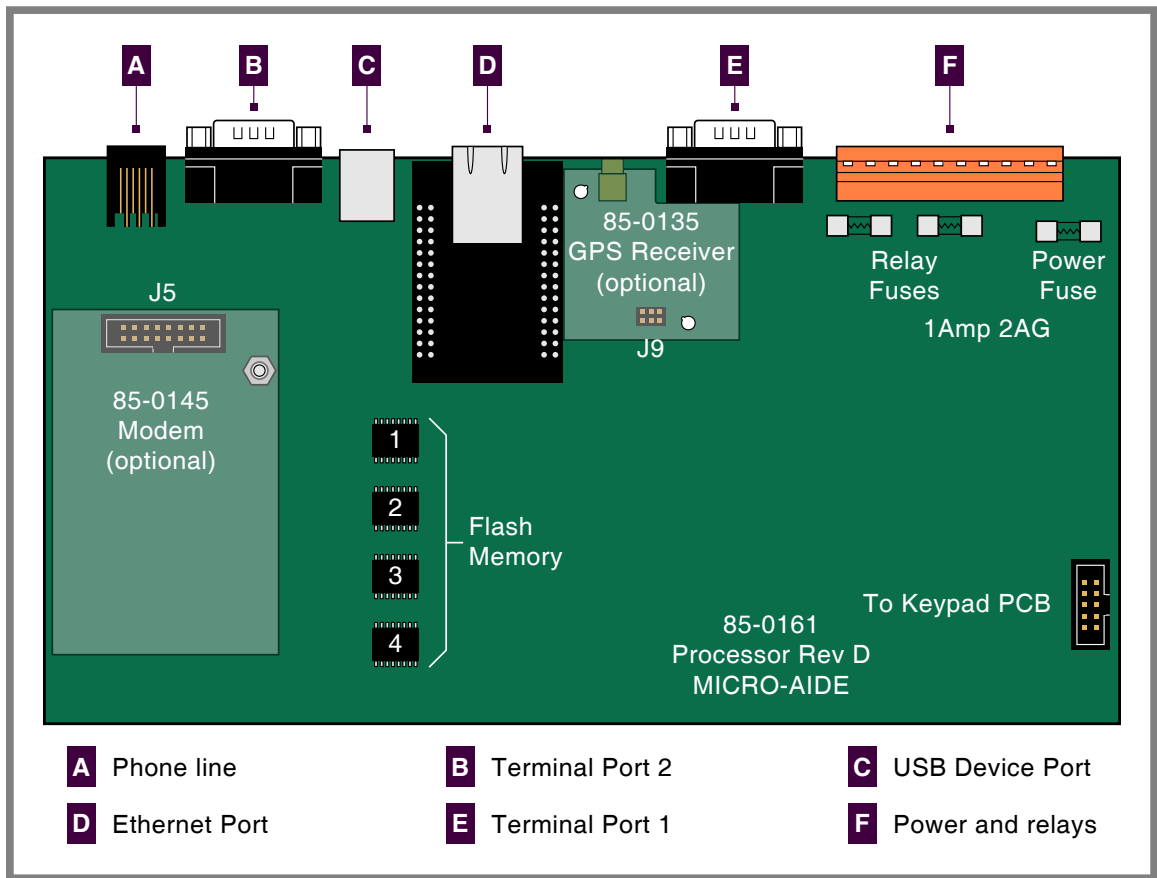 A B C D E F
85-0135
GPS Receiver
(optional)
J9
Relay
Fuses
Power
Fuse
1Amp 2AG
J5
85-0145
Modem
(optional)
1
2
3
4
Flash
Memory
To Keypad PCB
85-0161
Processor Rev D
MICRO-AIDE
A Phone line
B Terminal Port 2
C USB Device Port
D Ethernet Port
E Terminal Port 1
F Power and relays